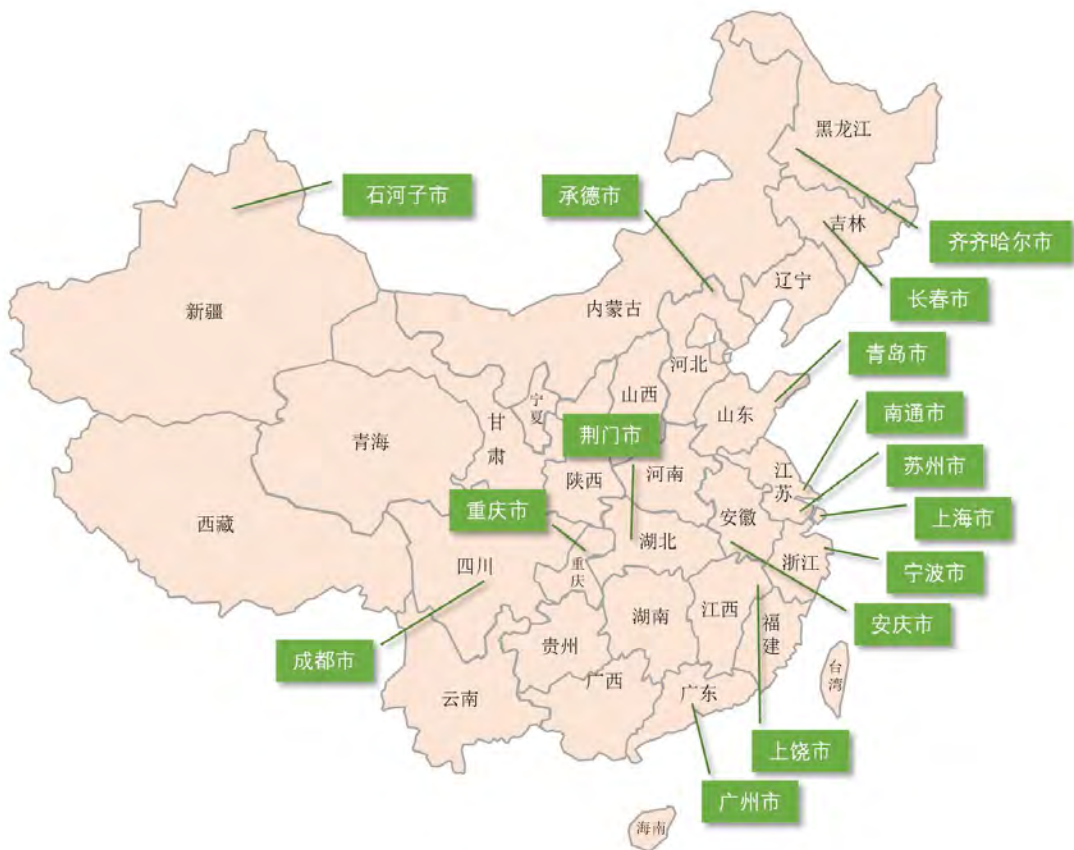 黑龙江
石河子市
承德市
吉林
齐齐哈尔市
辽宁
长春市
新疆
内蒙古
青岛市
河北
山西
宁夏
山东
南通市
甘肃
荆门市
青海
苏州市
河南
江苏
陕西
重庆市
安徽
上海市
西藏
湖北
四川
重庆
浙江
宁波市
湖南
江西
安庆市
福建
贵州
成都市
台湾
广西
广东
云南
上饶市
广州市
海南